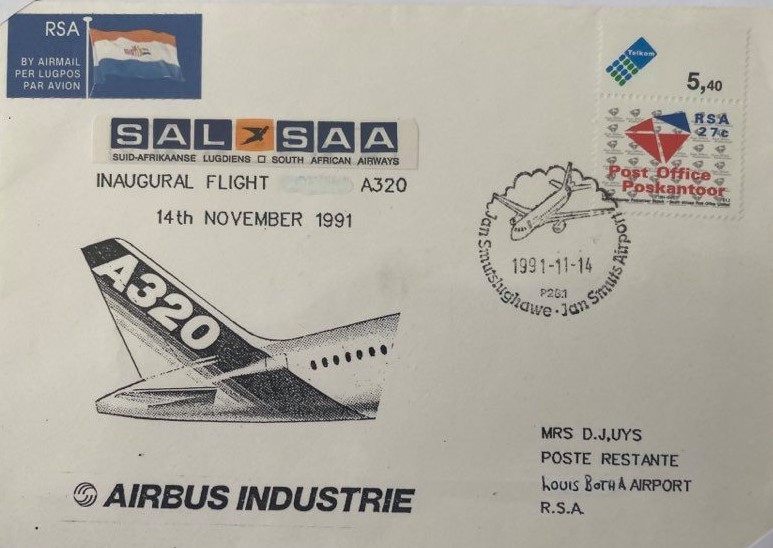 RSA
BY AIRMAIL
PER LUGPOS
PAR AVION
SAL SAA
SUID-AFRIKAANSE LUGDIENS □ SOUTH AFRICAN AIRWAYS
INAUGURAL FLIGHT A320
14th NOVEMBER 1991
Telkom
5,40
RSA
27c
Post Office
Poskantoor
Jan Smutslughawe · Jan Smuts Airport
1991-11-14
P261
A320
AIRBUS INDUSTRIE
MRS D.J,UYS
POSTE RESTANTE
Louis BotHA AIRPORT
R.S.A.